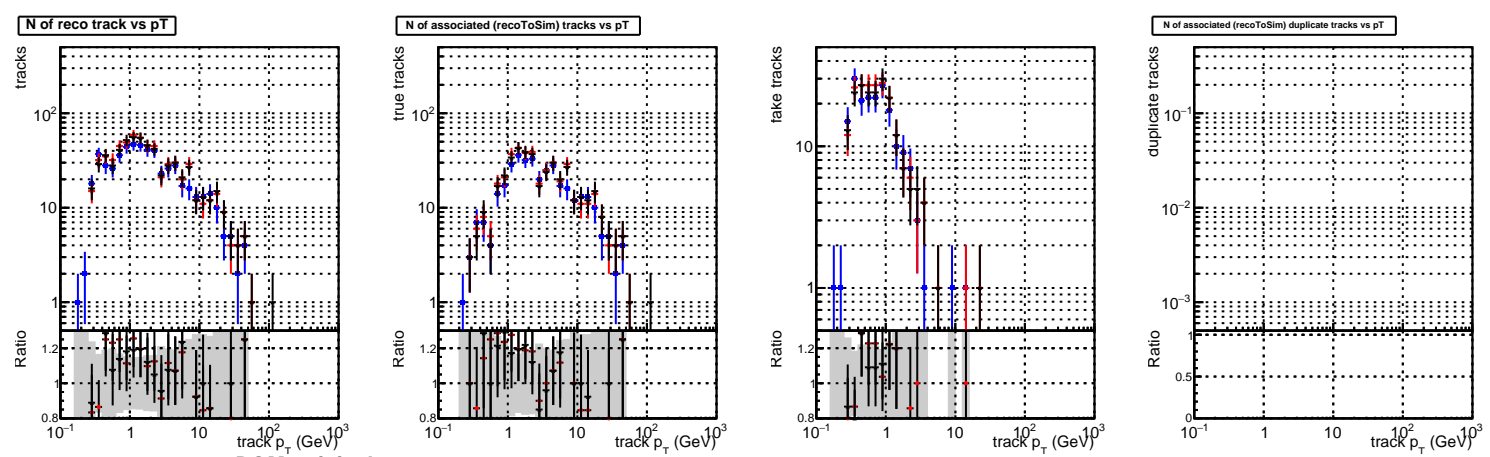 N of reco track vs pT
N of associated (recoToSim) tracks vs pT
N of associated (recoToSim) duplicate tracks vs pT
tracks
10²
10
1
Ratio
1.2
1
0.8
10⁻¹ 1 10 10² 10³
track p_T (GeV)
true tracks
10²
10
1
Ratio
1.2
1
0.8
10⁻¹ 1 10 10² 10³
track p_T (GeV)
fake tracks
10
1
Ratio
1.2
1
0.8
10⁻¹ 1 10 10² 10³
track p_T (GeV)
duplicate tracks
10⁻¹
10⁻²
10⁻³
Ratio
1
0.5
0
10⁻¹ 1 10 10² 10³
track p_T (GeV)